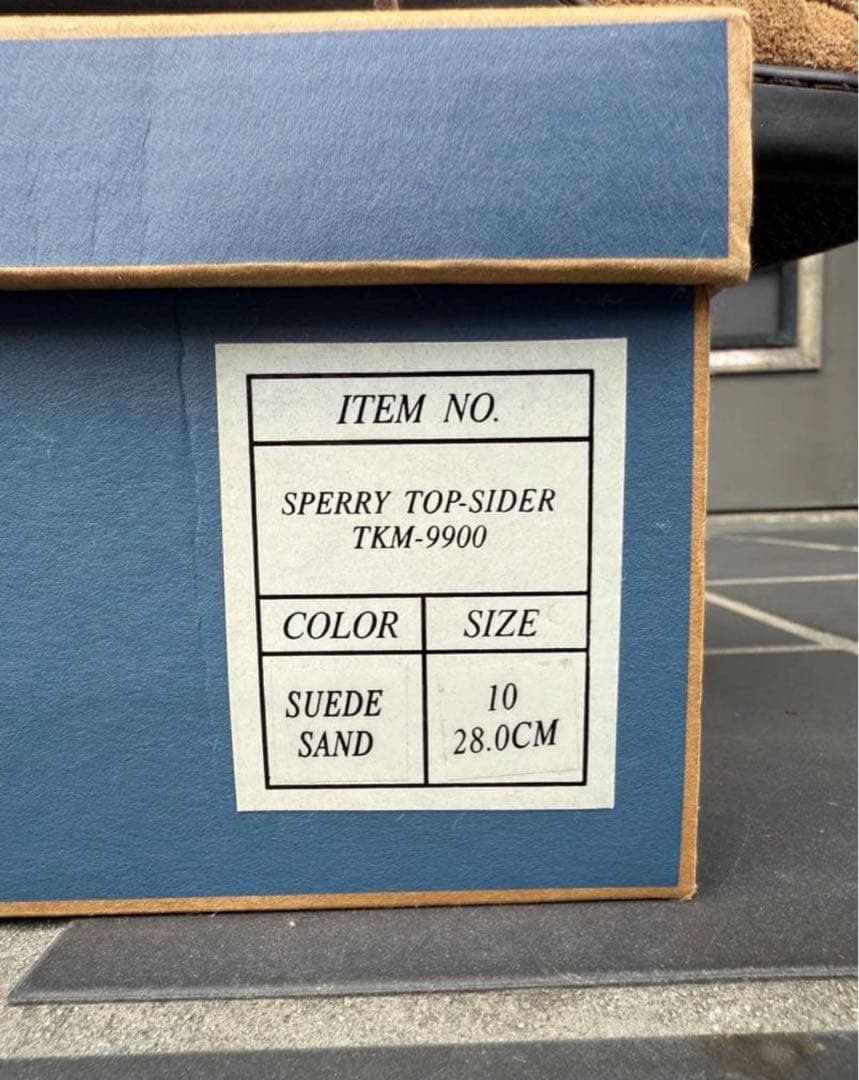 ITEM NO.
SPERRY TOP-SIDER
TKM-9900
COLOR SIZE
SUEDE
SAND
10
28.0CM